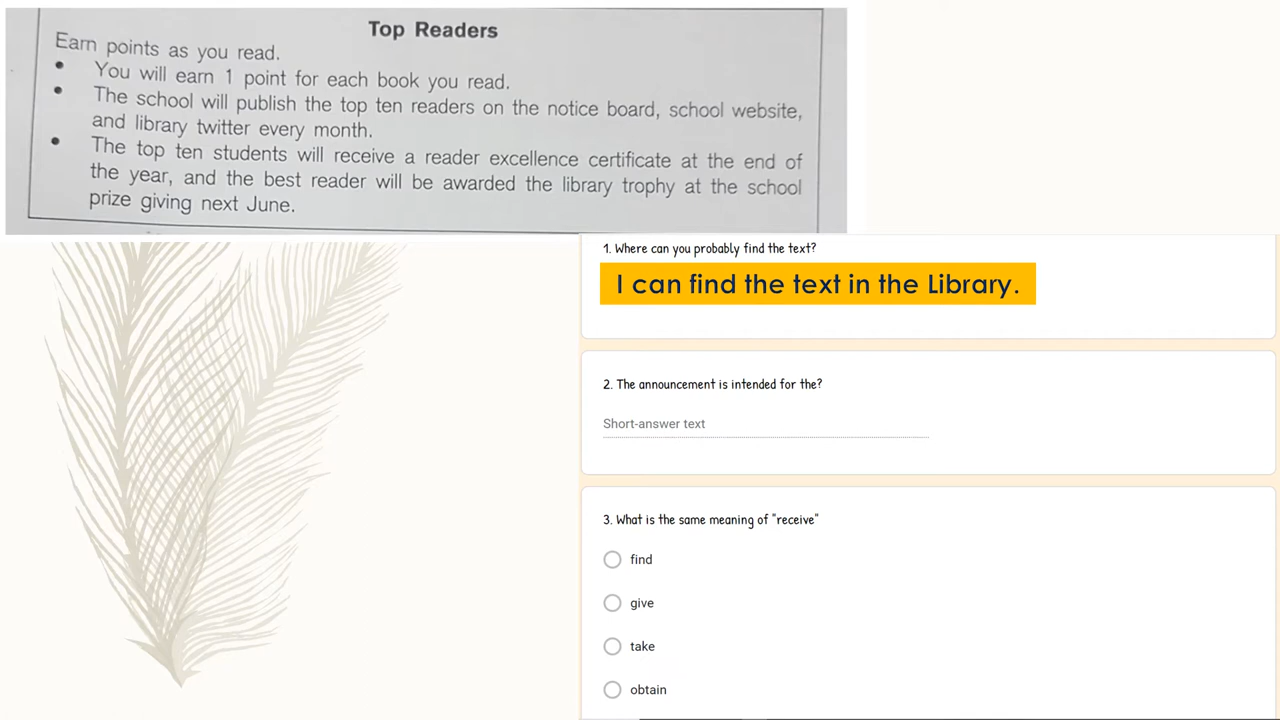 Top Readers
Earn points as you read.
• You will earn 1 point for each book you read.
• The school will publish the top ten readers on the notice board, school website,
and library twitter every month.
• The top ten students will receive a reader excellence certificate at the end of
the year, and the best reader will be awarded the library trophy at the school
prize giving next June.
1. Where can you probably find the text?
I can find the text in the Library.
2. The announcement is intended for the?
Short-answer text
3. What is the same meaning of "receive"
find
give
take
obtain